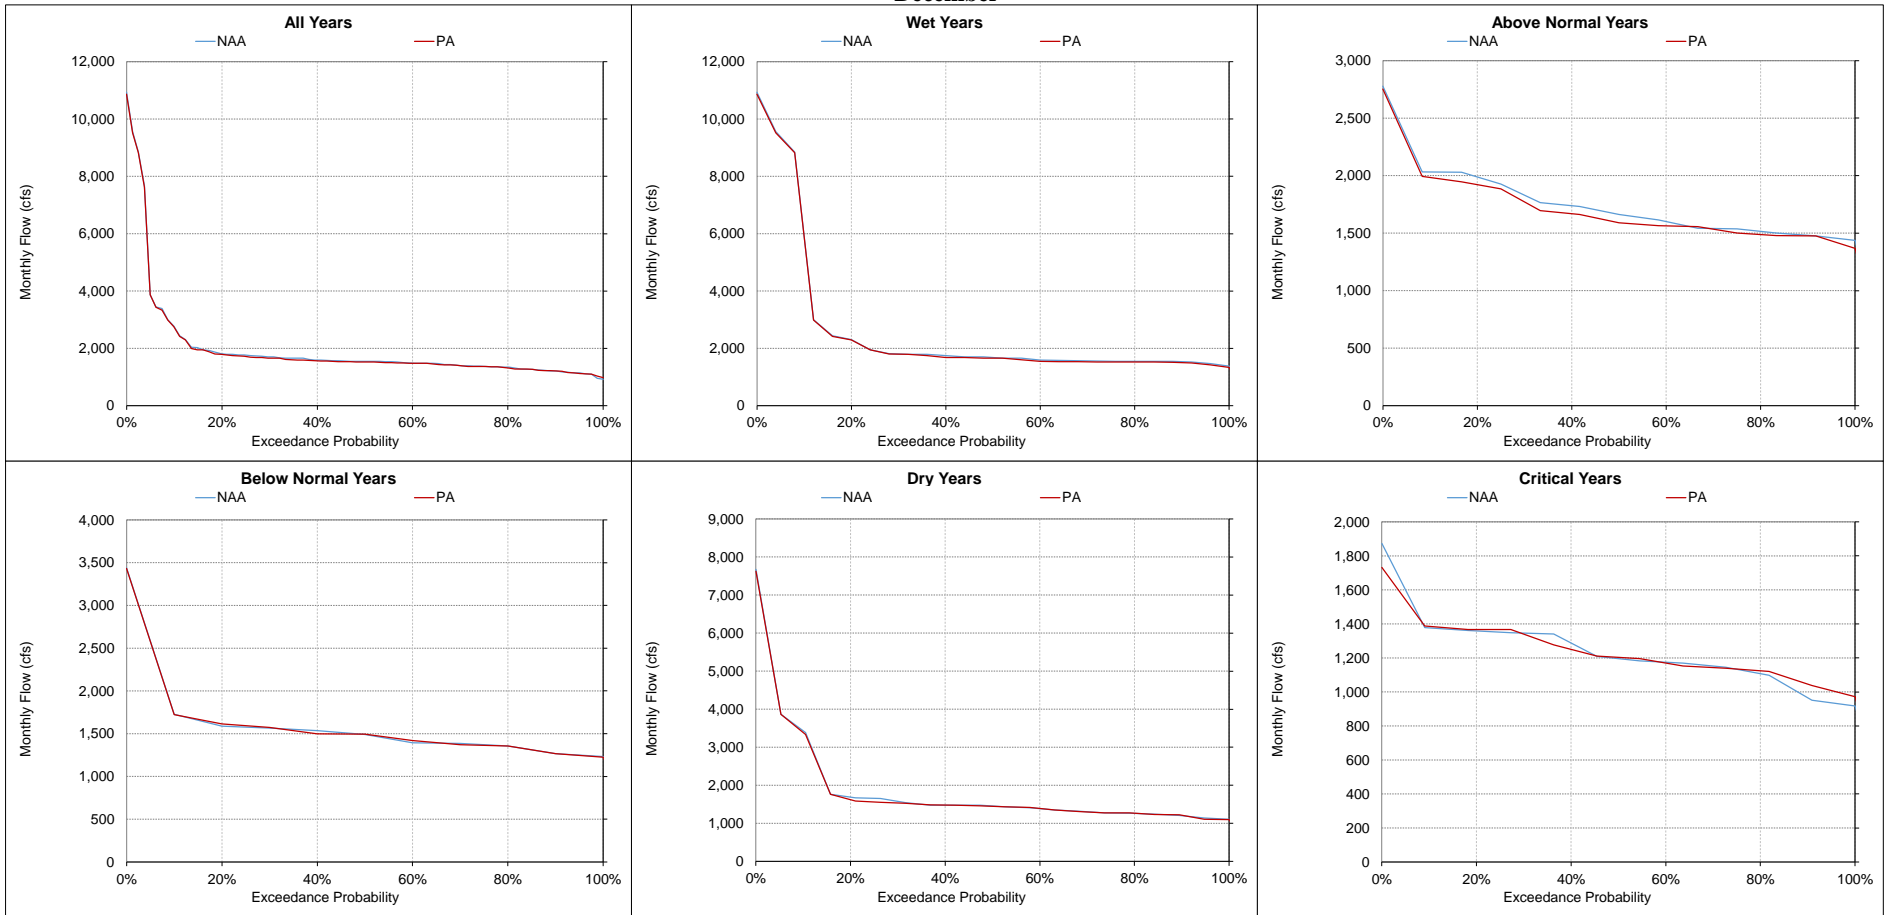 December
All Years
NAA PA
12,000
10,000
8,000
6,000
4,000
2,000
0
0% 20% 40% 60% 80% 100%
Monthly Flow (cfs)
Exceedance Probability
Wet Years
NAA PA
12,000
10,000
8,000
6,000
4,000
2,000
0
0% 20% 40% 60% 80% 100%
Monthly Flow (cfs)
Exceedance Probability
Above Normal Years
NAA PA
3,000
2,500
2,000
1,500
1,000
500
0
0% 20% 40% 60% 80% 100%
Monthly Flow (cfs)
Exceedance Probability
Below Normal Years
NAA PA
4,000
3,500
3,000
2,500
2,000
1,500
1,000
500
0
0% 20% 40% 60% 80% 100%
Monthly Flow (cfs)
Exceedance Probability
Dry Years
NAA PA
9,000
8,000
7,000
6,000
5,000
4,000
3,000
2,000
1,000
0
0% 20% 40% 60% 80% 100%
Monthly Flow (cfs)
Exceedance Probability
Critical Years
NAA PA
2,000
1,800
1,600
1,400
1,200
1,000
800
600
400
200
0
0% 20% 40% 60% 80% 100%
Monthly Flow (cfs)
Exceedance Probability